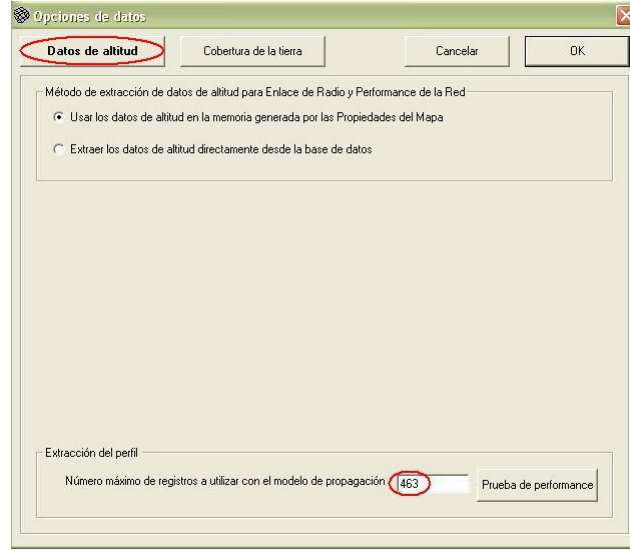 Opciones de datos
Datos de altitud Cobertura de la tierra Cancelar OK
Método de extracción de datos de altitud para Enlace de Radio y Performance de la Red
Usar los datos de altitud en la memoria generada por las Propiedades del Mapa
Extraer los datos de altitud directamente desde la base de datos
Extracción del perfil
Número máximo de registros a utilizar con el modelo de propagación 463 Prueba de performance